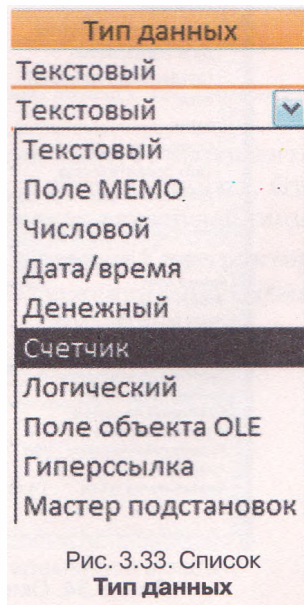 Тип данных
Текстовый
Текстовый
Текстовый
Поле МЕМО
Числовой
Дата/время
Денежный
Счетчик
Логический
Поле объекта OLE
Гиперссылка
Мастер подстановок
Рис. 3.33. Список
Тип данных